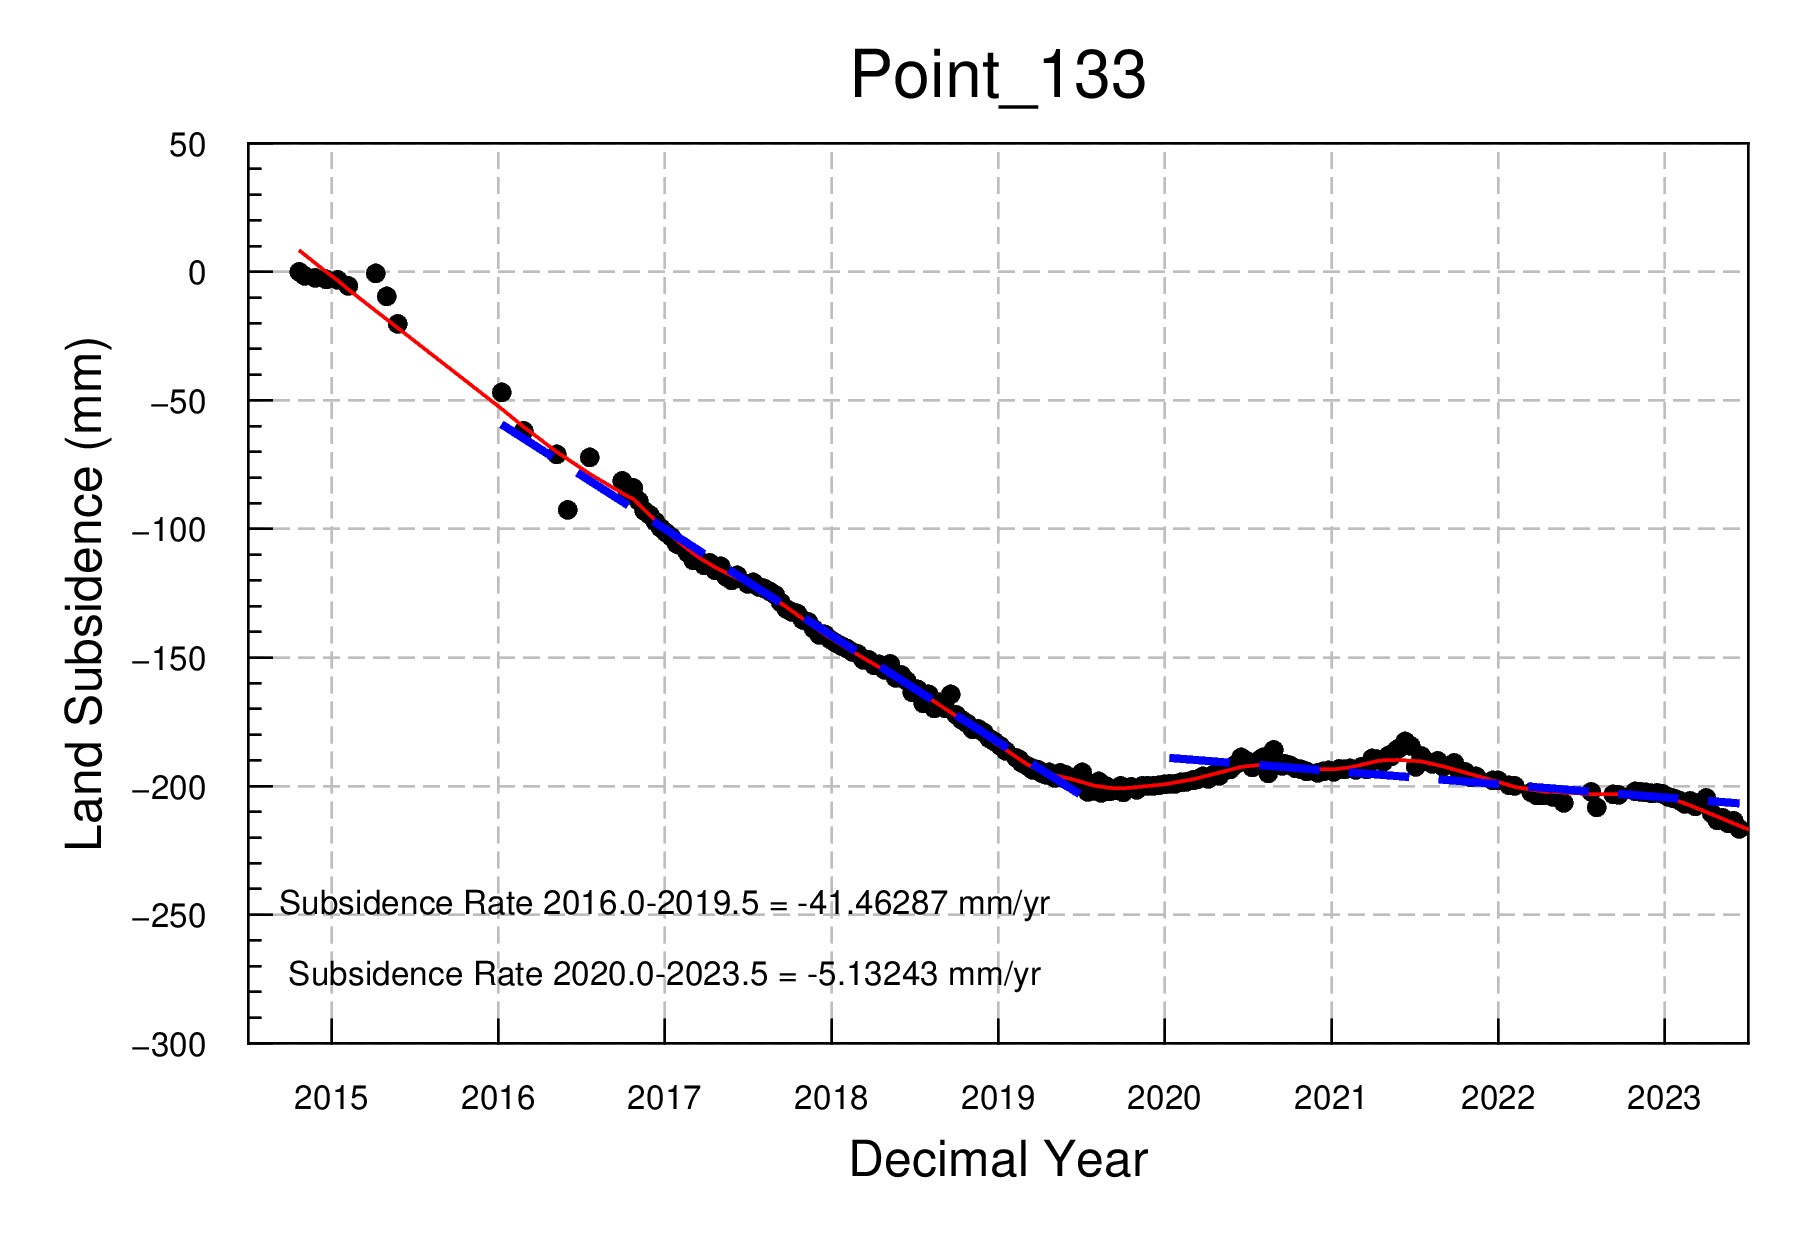 Point_133
50
0
−50
−100
−150
−200
−250
−300
Land Subsidence (mm)
Subsidence Rate 2016.0-2019.5 = -41.46287 mm/yr
Subsidence Rate 2020.0-2023.5 = -5.13243 mm/yr
2015 2016 2017 2018 2019 2020 2021 2022 2023
Decimal Year